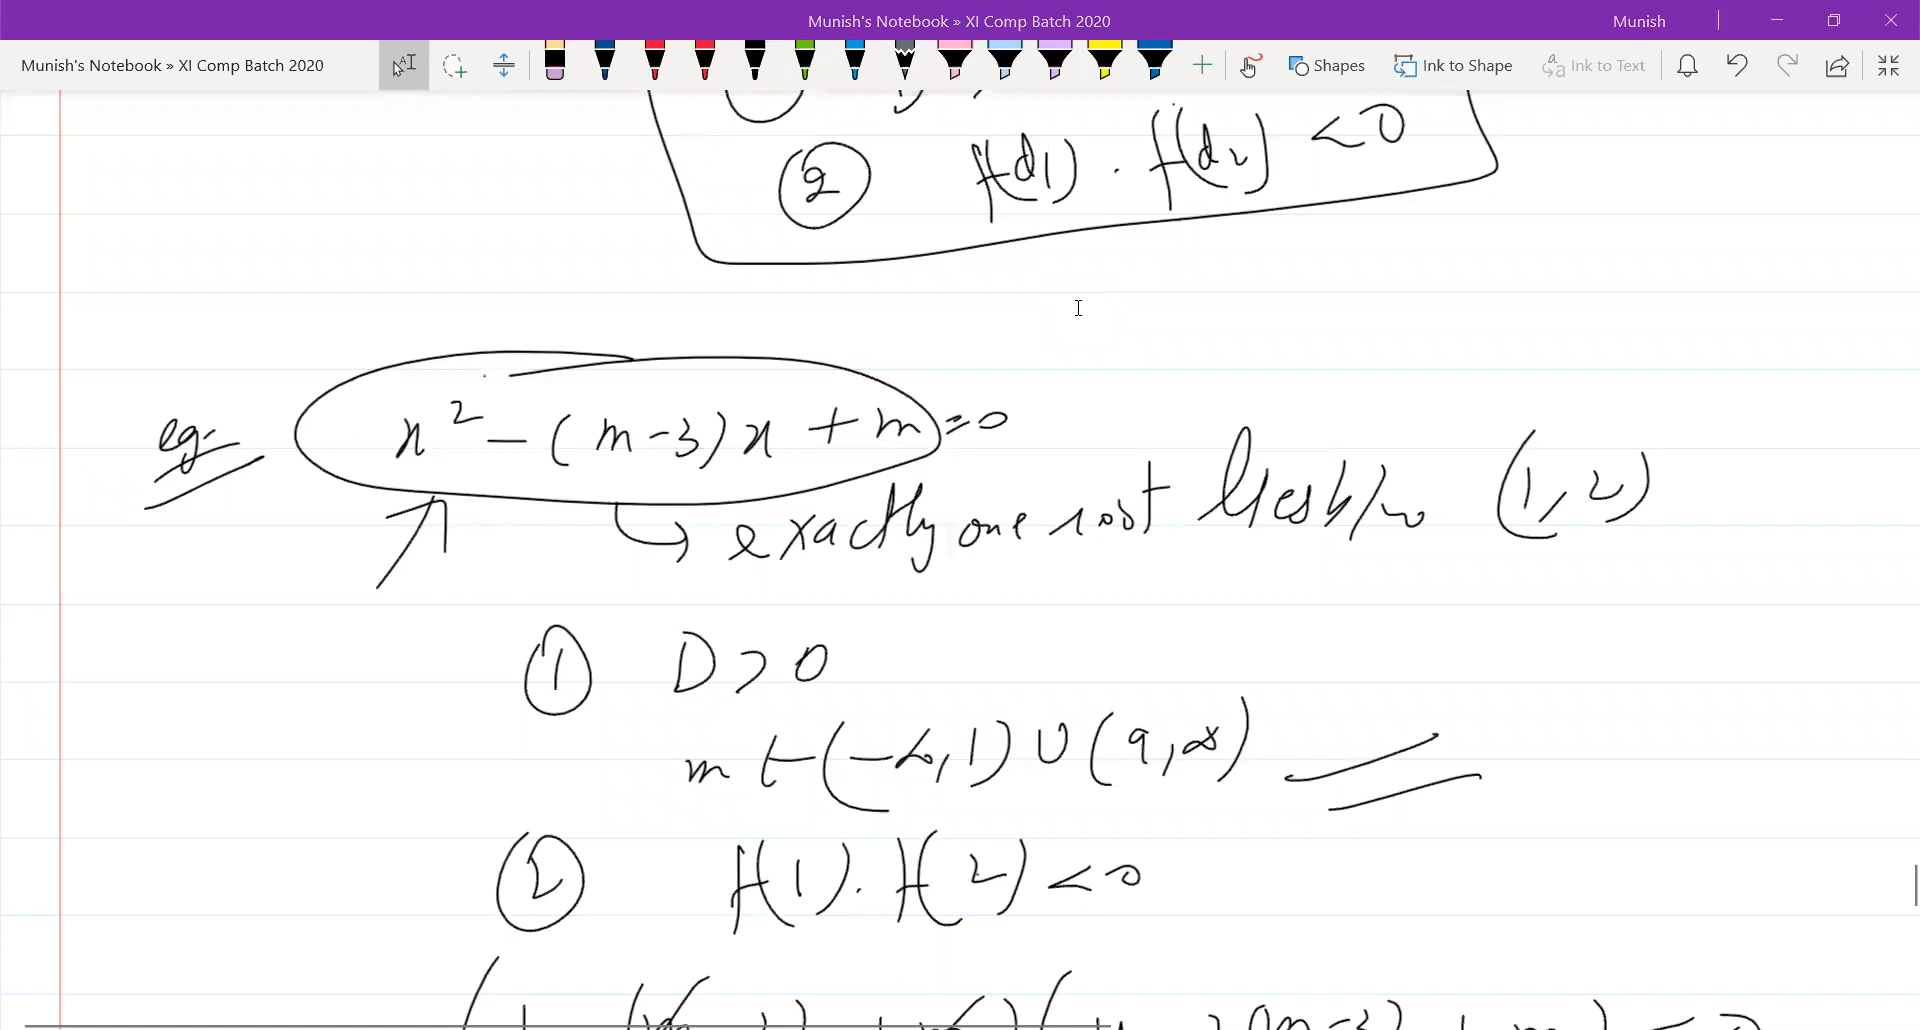 Munish's Notebook » XI Comp Batch 2020
Munish
Munish's Notebook » XI Comp Batch 2020
Shapes
Ink to Shape
Ink to Text
② f(d1) . f(d2) < 0
eg:- x² - (m-3)x + m = 0
↳ exactly one root lies b/w (1, 2)
① D > 0
m ∈ (-∞, 1) ∪ (9, ∞)
② f(1) . f(2) < 0